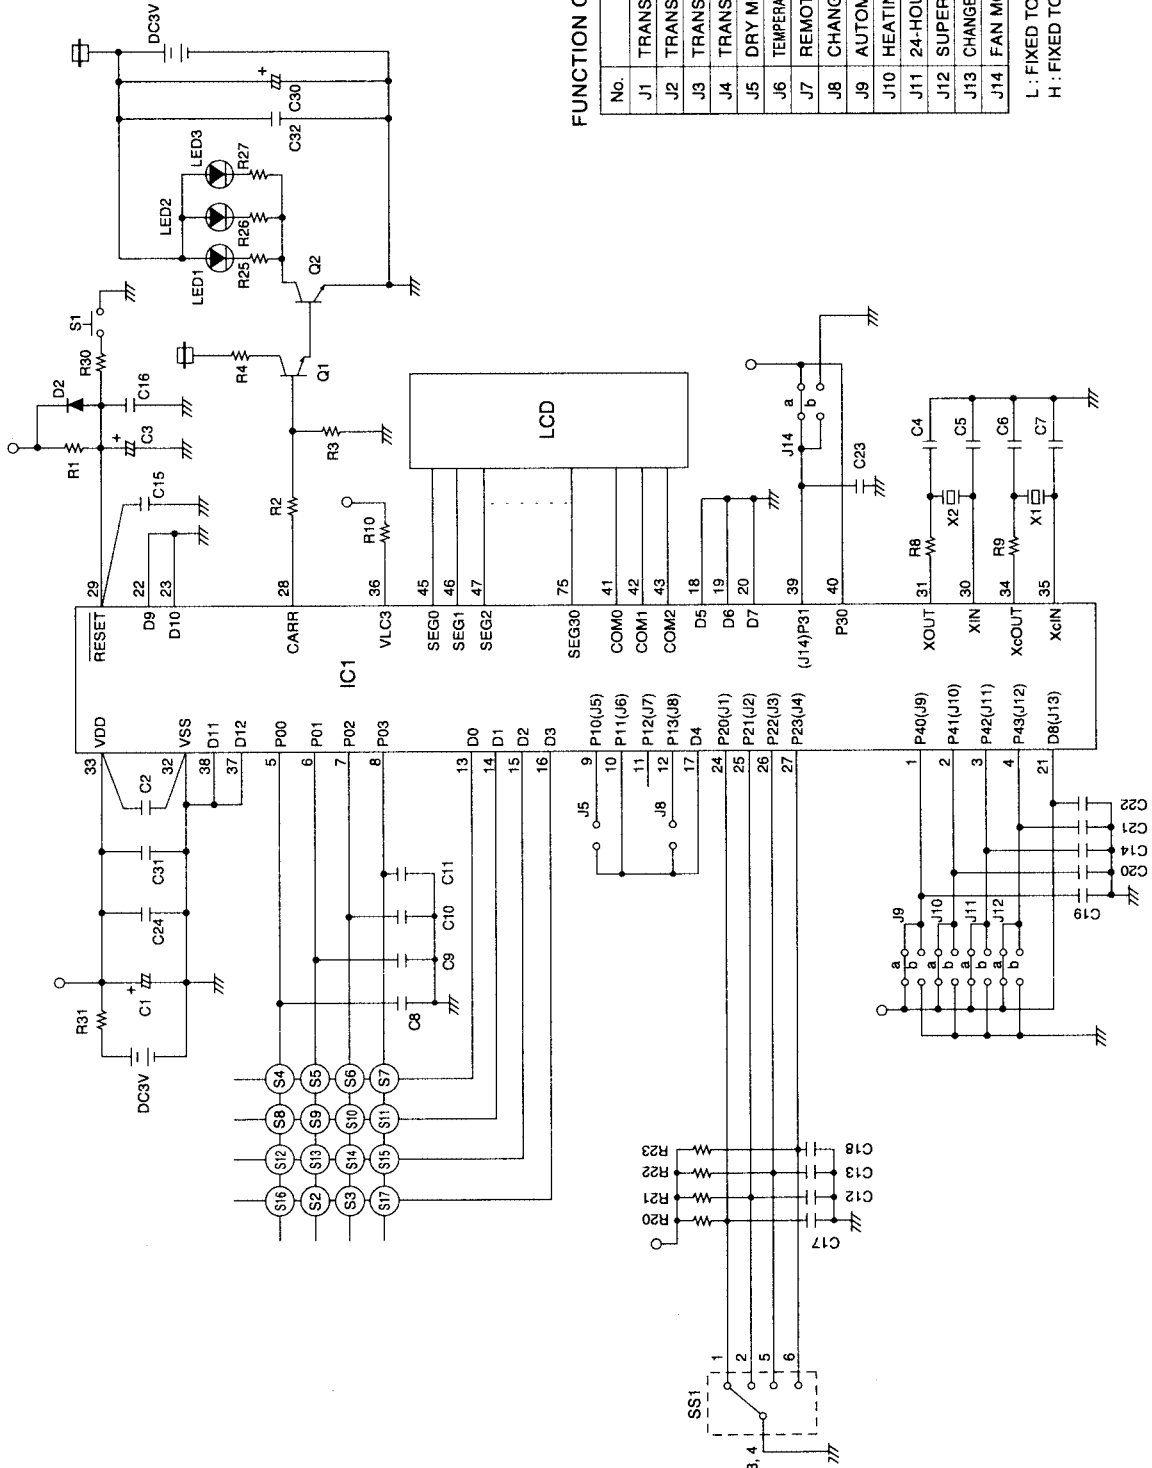 DC3V
C30
C32
LED3
R27
LED2
R26
LED1
R25
Q2
S1
R30
D2
C16
R1
C3
C15
R4
Q1
R3
R2
R10
LCD
J14
a
b
C23
C4
C5
C6
C7
X2
X1
R8
R9
29
22
23
28
36
45
46
47
75
41
42
43
18
19
20
39
40
31
30
34
35
RESET
D9
D10
CARR
VLC3
SEG0
SEG1
SEG2
SEG30
COM0
COM1
COM2
D5
D6
D7
(J14)P31
P30
XOUT
XIN
XcOUT
XcIN
IC1
VDD
VSS
D11
D12
P00
P01
P02
P03
D0
D1
D2
D3
P10(J5)
P11(J6)
P12(J7)
P13(J8)
D4
P20(J1)
P21(J2)
P22(J3)
P23(J4)
P40(J9)
P41(J10)
P42(J11)
P43(J12)
D8(J13)
33
32
38
37
5
6
7
8
13
14
15
16
9
10
11
12
17
24
25
26
27
1
2
3
4
21
C2
C31
C24
C1
R31
DC3V
C11
C10
C9
C8
J5
J8
S4
S5
S6
S7
S8
S9
S10
S11
S12
S13
S14
S15
S16
S2
S3
S17
R23
R22
R21
R20
C18
C13
C12
C17
J9
J10
J11
J12
a
b
a
b
a
b
a
b
C22
C21
C14
C20
C19
SS1
1
2
5
6
3, 4
FUNCTION
No.
J1 TRANS
J2 TRANS
J3 TRANS
J4 TRANS
J5 DRY M
J6 TEMPERA
J7 REMOT
J8 CHANG
J9 AUTOM
J10 HEATIN
J11 24-HOU
J12 SUPER
J13 CHANGE
J14 FAN MO
L : FIXED TO
H : FIXED TO